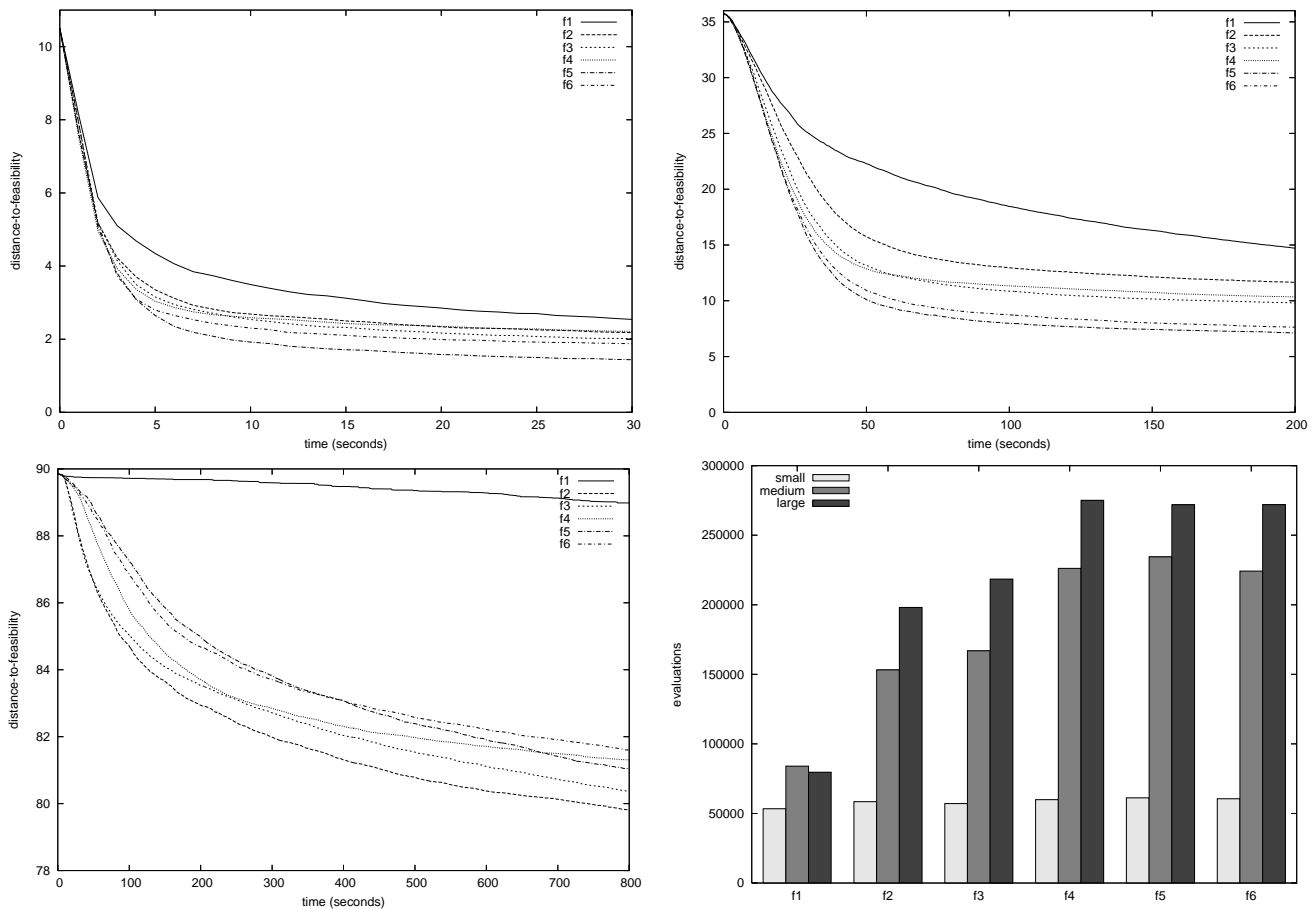 10
8
6
4
2
0
distance-to-feasibility
0
5
10
15
20
25
30
time (seconds)
f1
f2
f3
f4
f5
f6
35
30
25
20
15
10
5
0
distance-to-feasibility
0
50
100
150
200
time (seconds)
f1
f2
f3
f4
f5
f6
90
88
86
84
82
80
78
distance-to-feasibility
0
100
200
300
400
500
600
700
800
time (seconds)
f1
f2
f3
f4
f5
f6
300000
250000
200000
150000
100000
50000
0
evaluations
small
medium
large
f1
f2
f3
f4
f5
f6